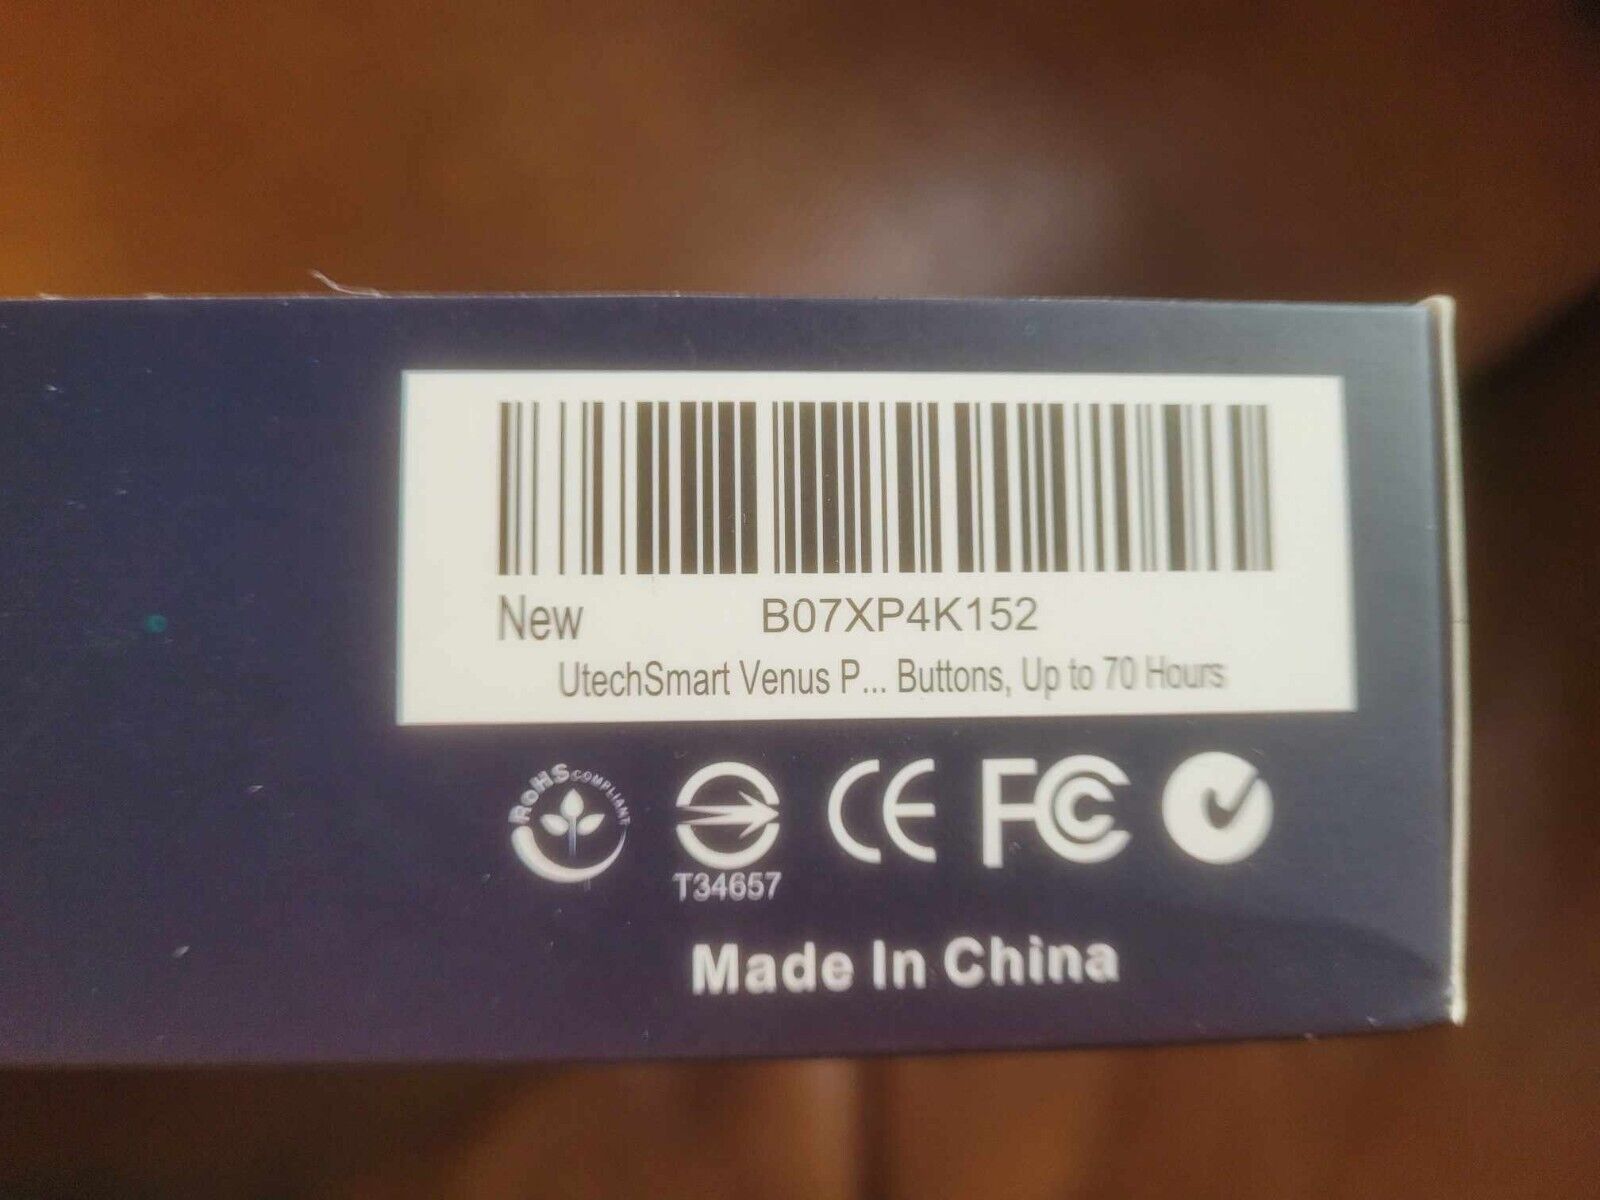 New B07XP4K152
UtechSmart Venus P... Buttons, Up to 70 Hours
RoHS COMPLIANT
T34657
CE FC
Made In China